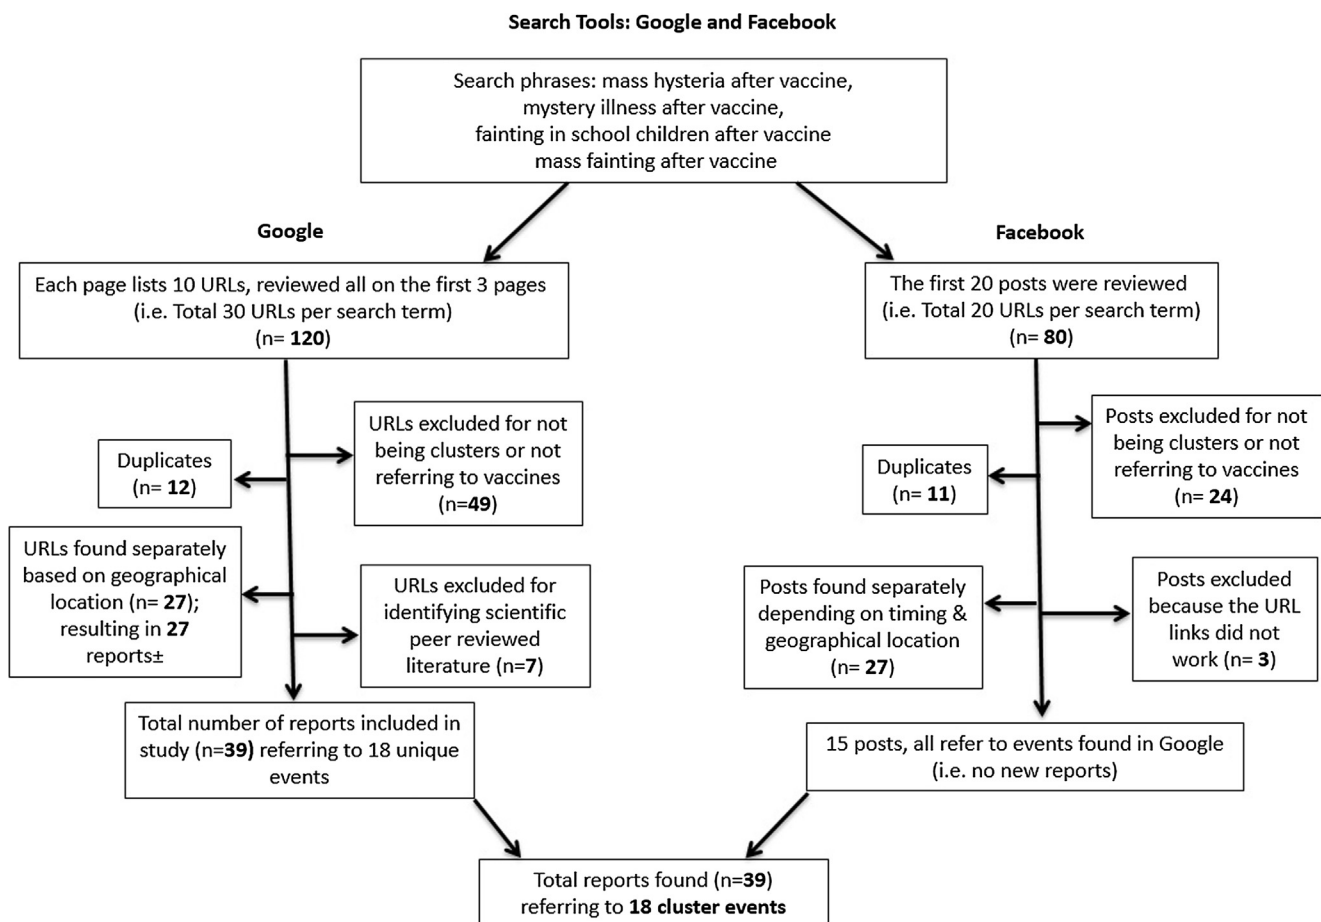 Search Tools: Google and Facebook
Search phrases: mass hysteria after vaccine,
mystery illness after vaccine,
fainting in school children after vaccine
mass fainting after vaccine
Google
Each page lists 10 URLs, reviewed all on the first 3 pages
(i.e. Total 30 URLs per search term)
(n= 120)
URLs excluded for not
being clusters or not
referring to vaccines
(n=49)
Duplicates
(n= 12)
URLs found separately
based on geographical
location (n= 27);
resulting in 27
reports±
URLs excluded for
identifying scientific
peer reviewed
literature (n=7)
Total number of reports included in
study (n=39) referring to 18 unique
events
Facebook
The first 20 posts were reviewed
(i.e. Total 20 URLs per search term)
(n= 80)
Posts excluded for not
being clusters or not
referring to vaccines
(n= 24)
Duplicates
(n= 11)
Posts found separately
depending on timing &
geographical location
(n= 27)
Posts excluded
because the URL
links did not
work (n= 3)
15 posts, all refer to events found in Google
(i.e. no new reports)
Total reports found (n=39)
referring to 18 cluster events